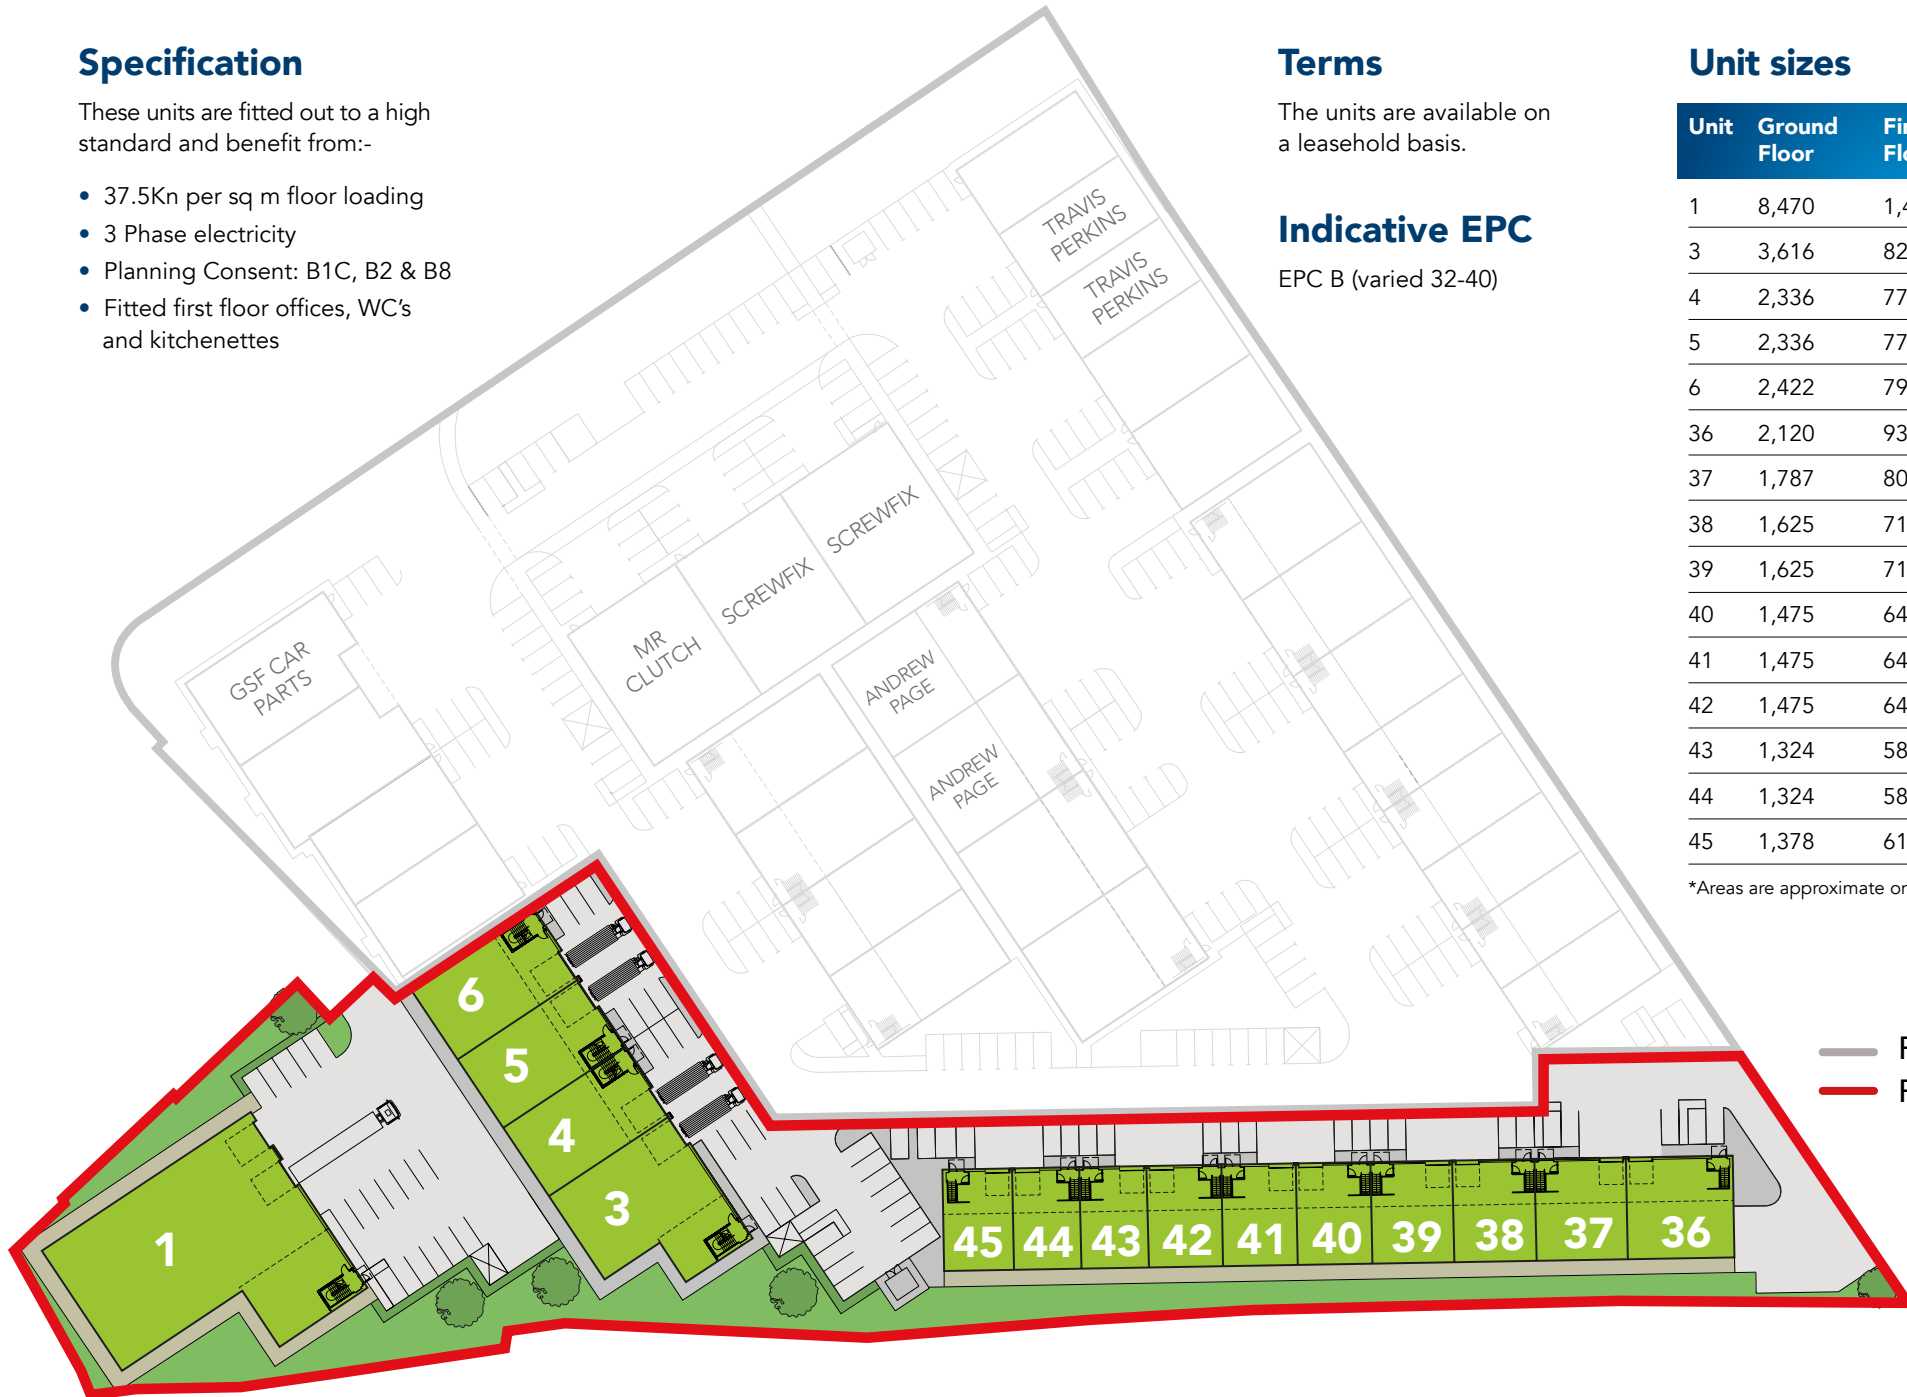 Specification
These units are fitted out to a high
standard and benefit from:-
• 37.5Kn per sq m floor loading
• 3 Phase electricity
• Planning Consent: B1C, B2 & B8
• Fitted first floor offices, WC's
and kitchenettes
Terms
The units are available on
a leasehold basis.
Indicative EPC
EPC B (varied 32-40)
Unit sizes
Unit Ground
Floor
1 8,470
3 3,616
4 2,336
5 2,336
6 2,422
36 2,120
37 1,787
38 1,625
39 1,625
40 1,475
41 1,475
42 1,475
43 1,324
44 1,324
45 1,378
*Areas are approximate
TRAVIS
PERKINS
TRAVIS
PERKINS
SCREWFIX
SCREWFIX
MR
CLUTCH
GSF CAR
PARTS
ANDREW
PAGE
ANDREW
PAGE
6
5
4
3
1
45 44 43 42 41 40 39 38 37 36